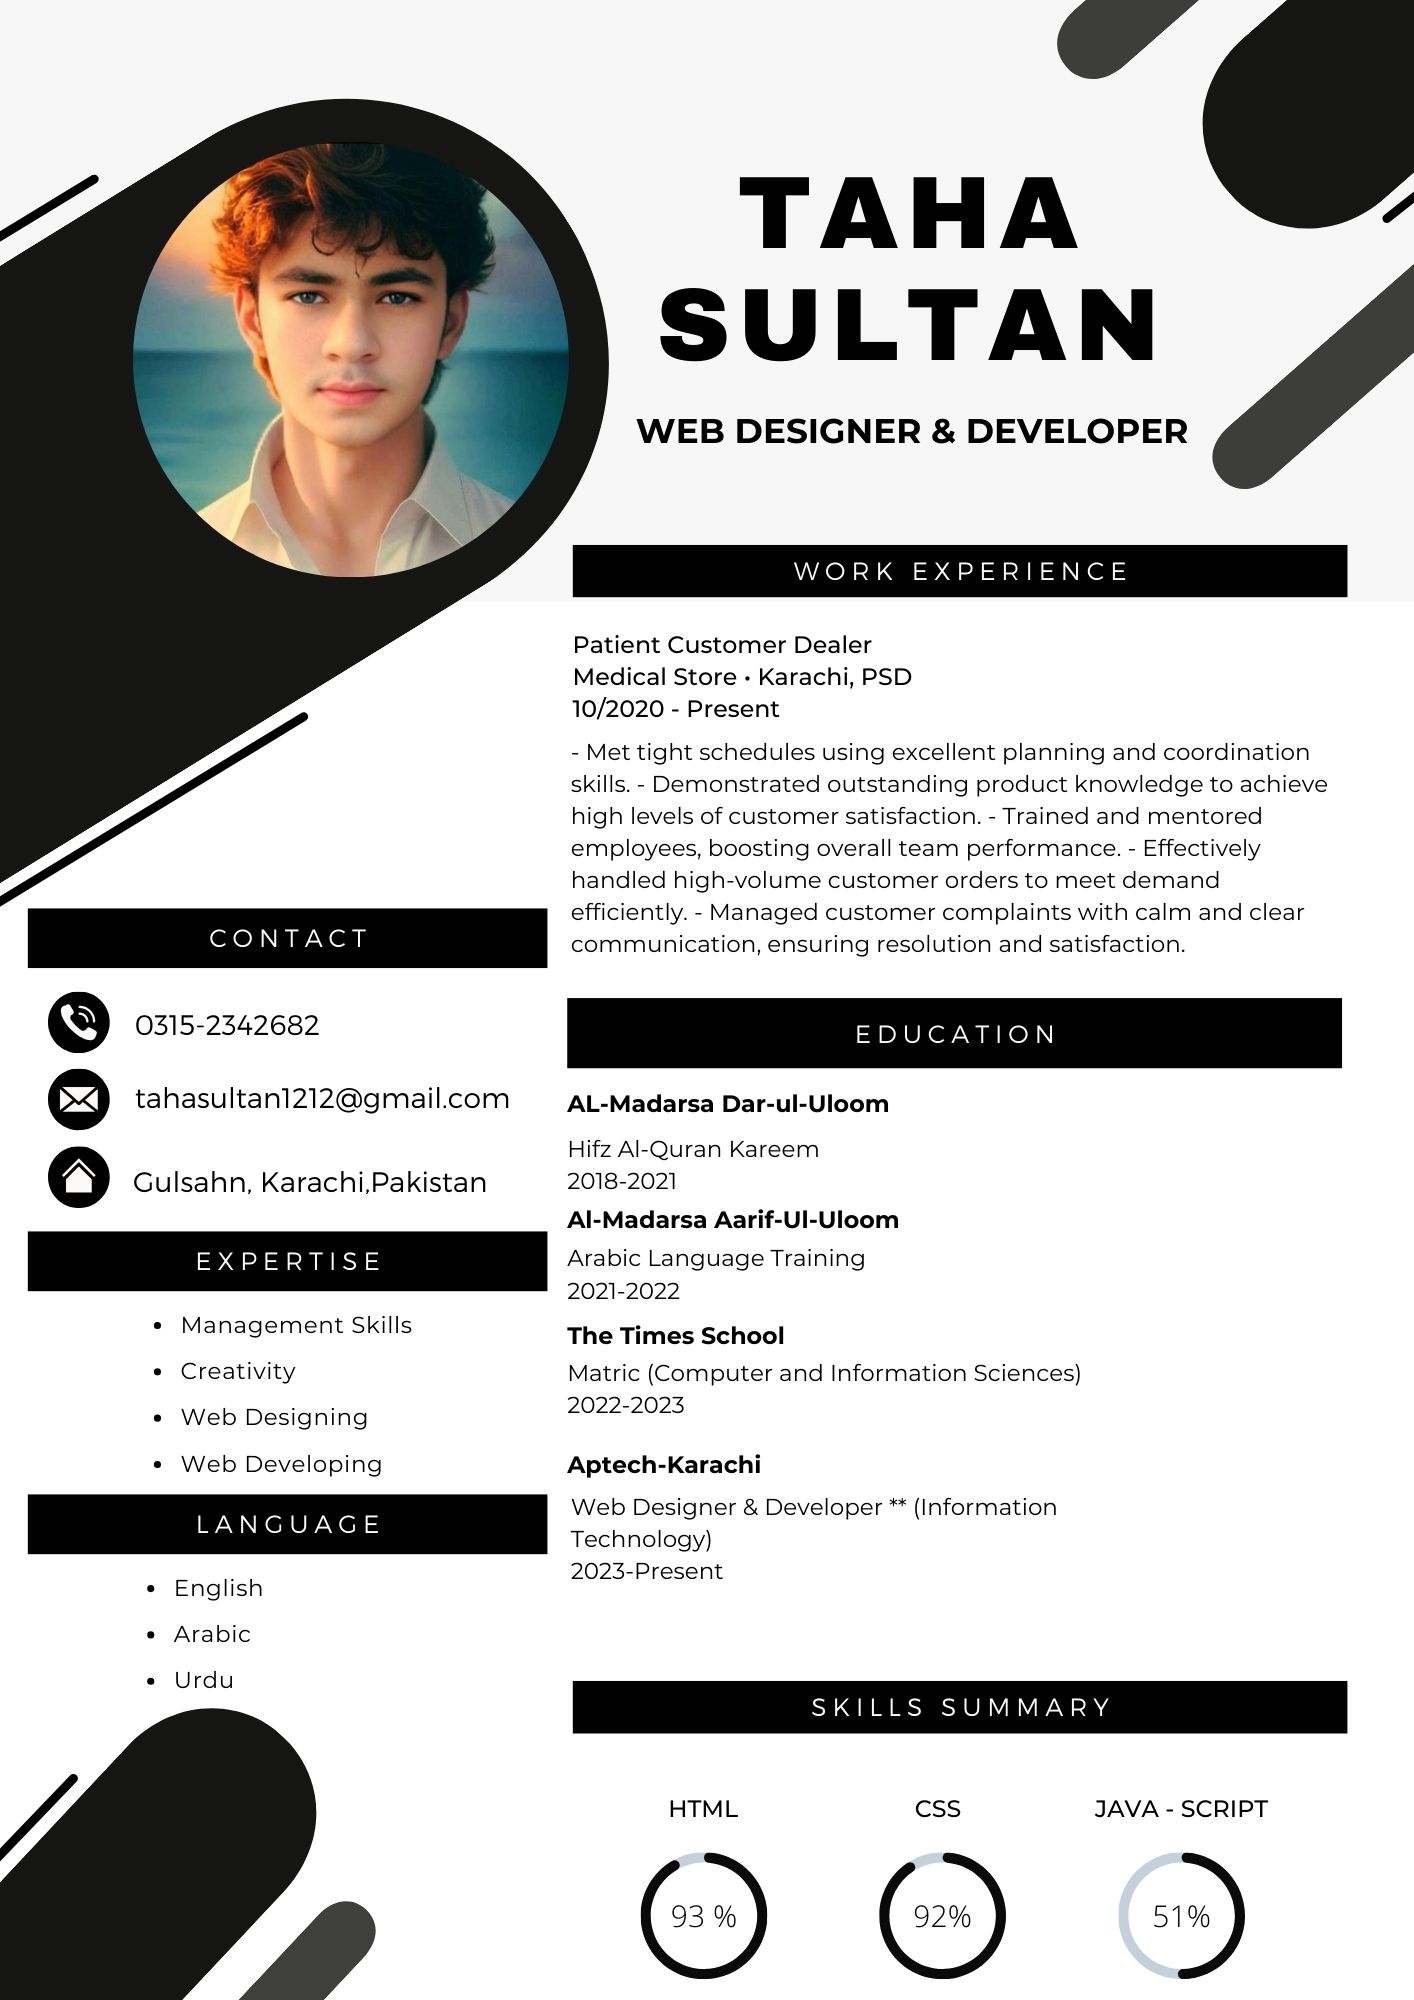 TAHA
SULTAN
WEB DESIGNER & DEVELOPER
WORK EXPERIENCE
Patient Customer Dealer
Medical Store • Karachi, PSD
10/2020 - Present
- Met tight schedules using excellent planning and coordination
skills. - Demonstrated outstanding product knowledge to achieve
high levels of customer satisfaction. - Trained and mentored
employees, boosting overall team performance. - Effectively
handled high-volume customer orders to meet demand
efficiently. - Managed customer complaints with calm and clear
communication, ensuring resolution and satisfaction.
CONTACT
0315-2342682
tahasultan1212@gmail.com
Gulsahn, Karachi,Pakistan
EXPERTISE
• Management Skills
• Creativity
• Web Designing
• Web Developing
LANGUAGE
• English
• Arabic
• Urdu
EDUCATION
AL-Madarsa Dar-ul-Uloom
Hifz Al-Quran Kareem
2018-2021
Al-Madarsa Aarif-Ul-Uloom
Arabic Language Training
2021-2022
The Times School
Matric (Computer and Information Sciences)
2022-2023
Aptech-Karachi
Web Designer & Developer ** (Information
Technology)
2023-Present
SKILLS SUMMARY
HTML CSS JAVA - SCRIPT
93 % 92% 51%